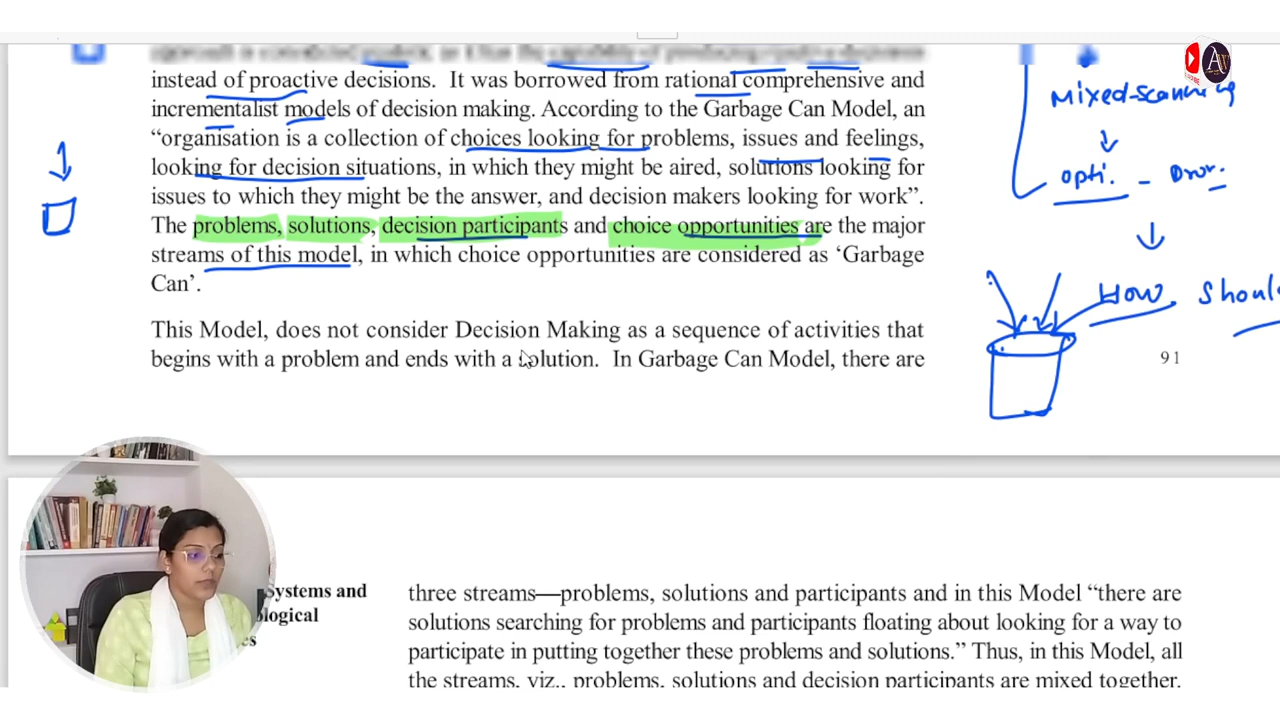 instead of proactive decisions. It was borrowed from rational comprehensive and
incrementalist models of decision making. According to the Garbage Can Model, an
“organisation is a collection of choices looking for problems, issues and feelings,
looking for decision situations, in which they might be aired, solutions looking for
issues to which they might be the answer, and decision makers looking for work”.
The problems, solutions, decision participants and choice opportunities are the major
streams of this model, in which choice opportunities are considered as ‘Garbage
Can’.
This Model, does not consider Decision Making as a sequence of activities that
begins with a problem and ends with a solution. In Garbage Can Model, there are
Mixed-scanning
opti. - Dror.
How Should
91
Systems and
three streams—problems, solutions and participants and in this Model “there are
solutions searching for problems and participants floating about looking for a way to
participate in putting together these problems and solutions.” Thus, in this Model, all
the streams, viz., problems, solutions and decision participants are mixed together.